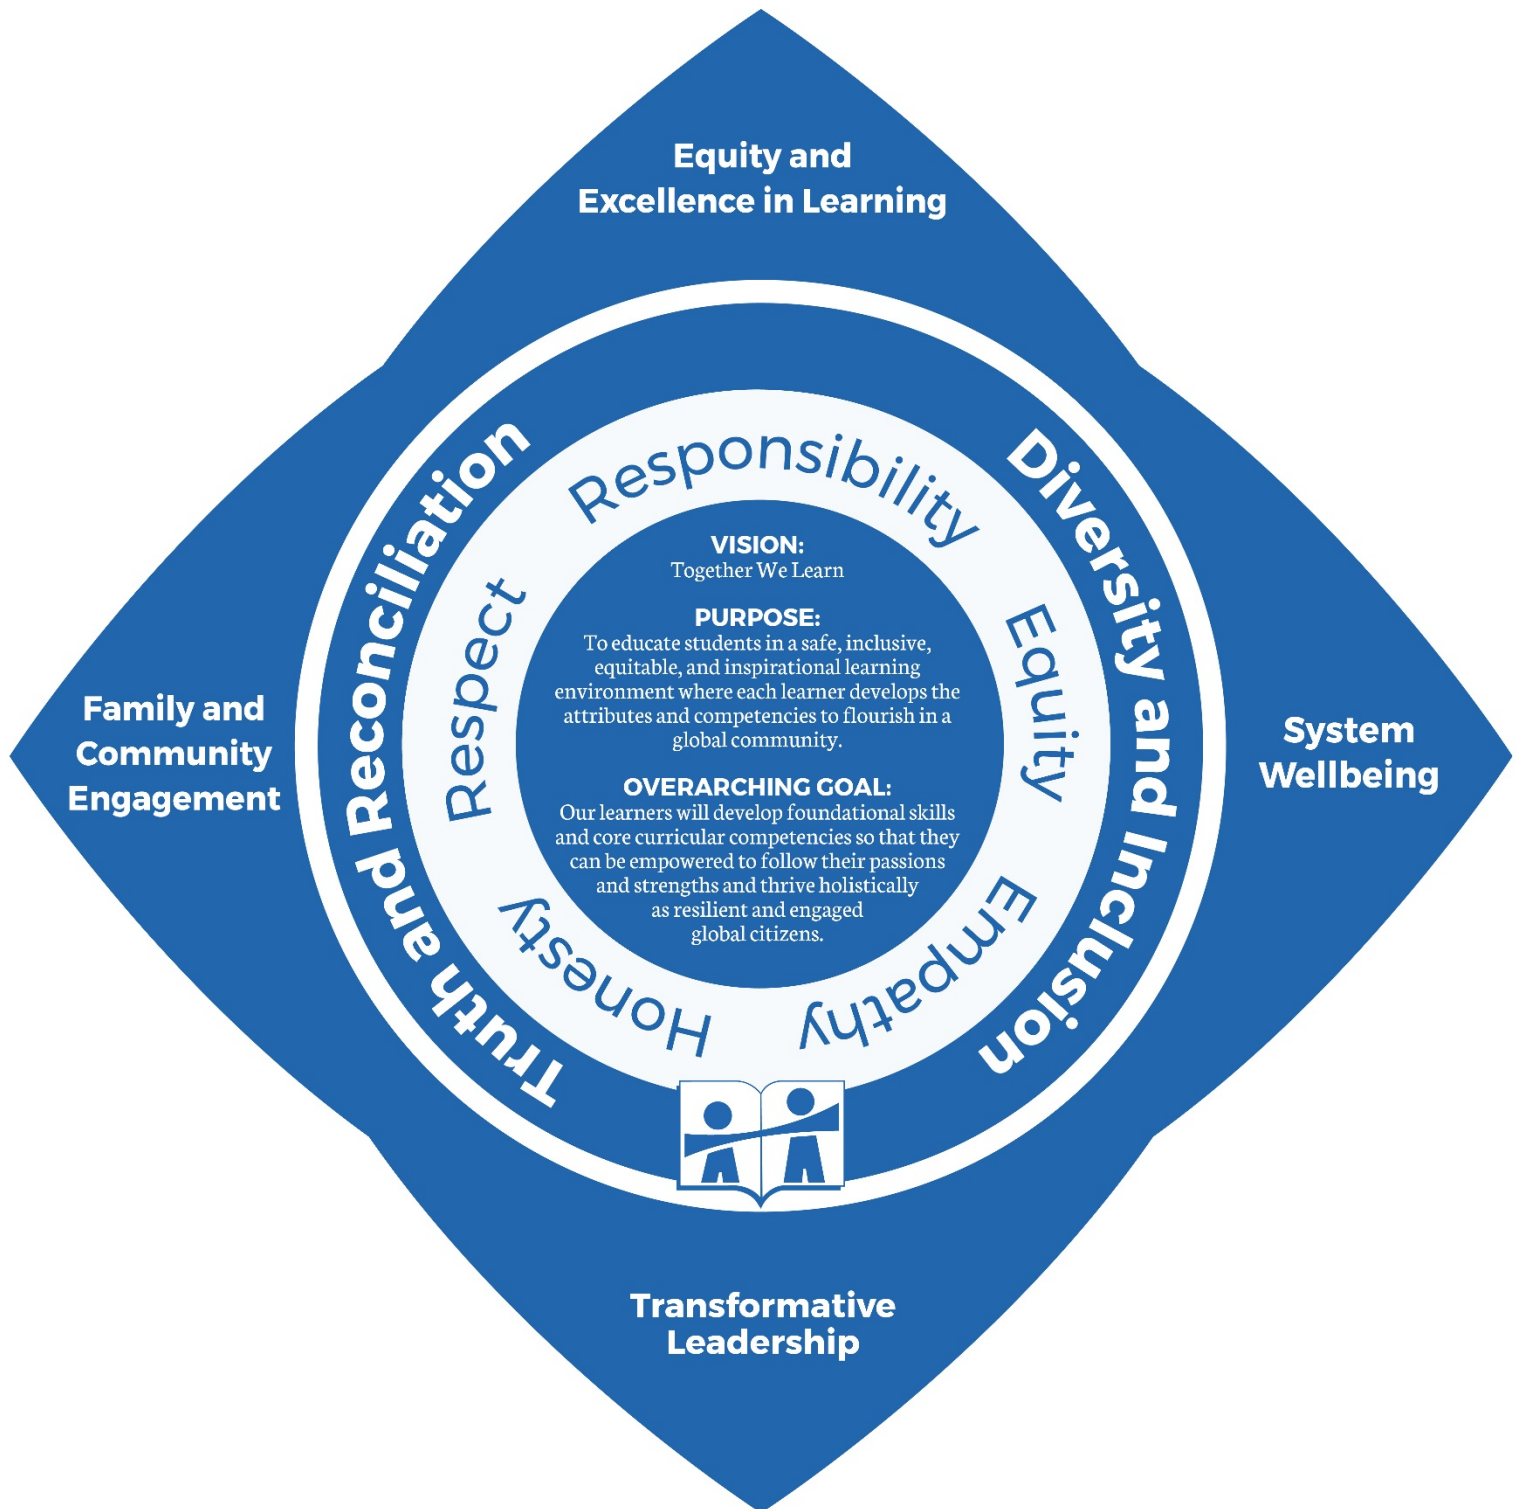 Equity and
Excellence in Learning
Truth and Reconciliation
Diversity and Inclusion
Responsibility
Equity
Empathy
Honesty
Respect
VISION:
Together We Learn
PURPOSE:
To educate students in a safe, inclusive,
equitable, and inspirational learning
environment where each learner develops the
attributes and competencies to flourish in a
global community.
OVERARCHING GOAL:
Our learners will develop foundational skills
and core curricular competencies so that they
can be empowered to follow their passions
and strengths and thrive holistically
as resilient and engaged
global citizens.
Family and
Community
Engagement
System
Wellbeing
Transformative
Leadership